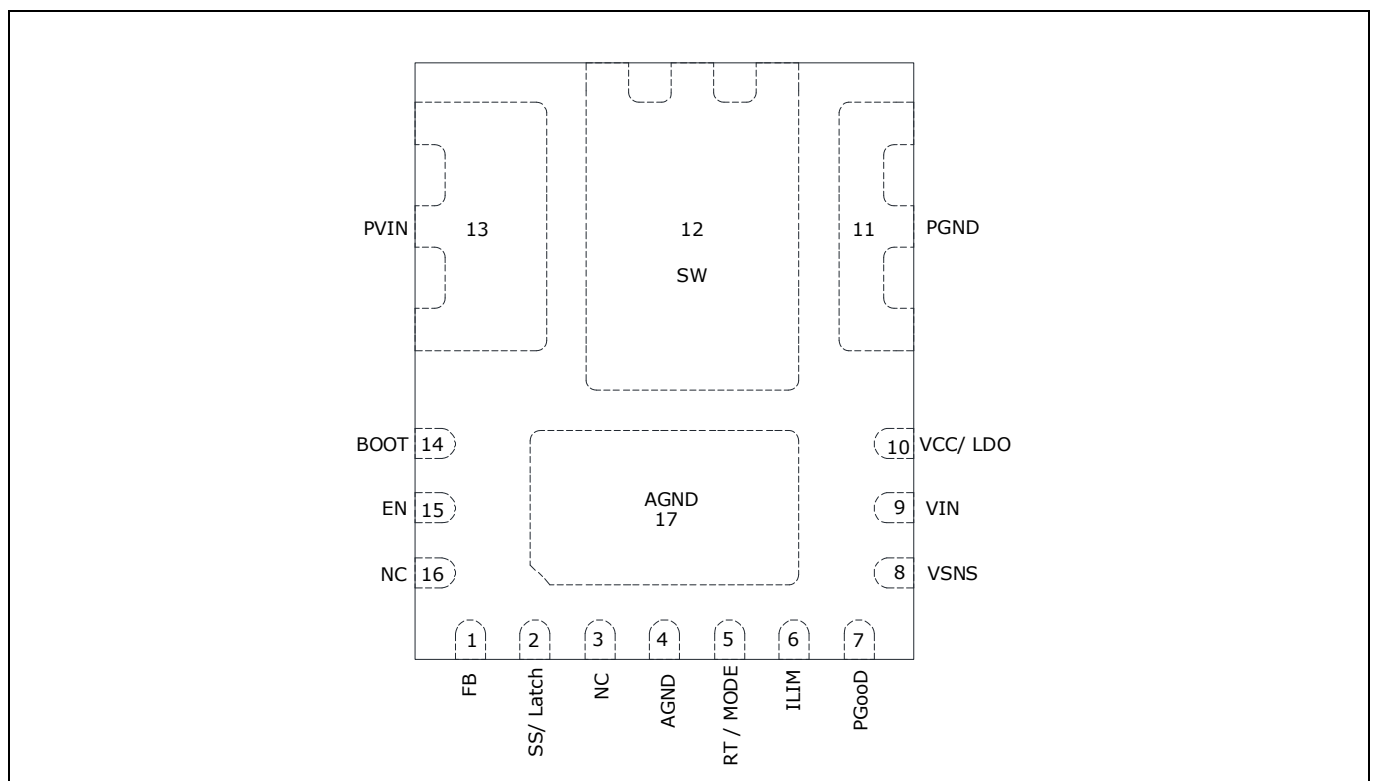 PVIN
13
12
SW
11
PGND
BOOT
14
10
VCC/ LDO
AGND
17
EN
15
9
VIN
NC
16
8
VSNS
1
2
3
4
5
6
7
FB
SS/ Latch
NC
AGND
RT / MODE
ILIM
PGooD